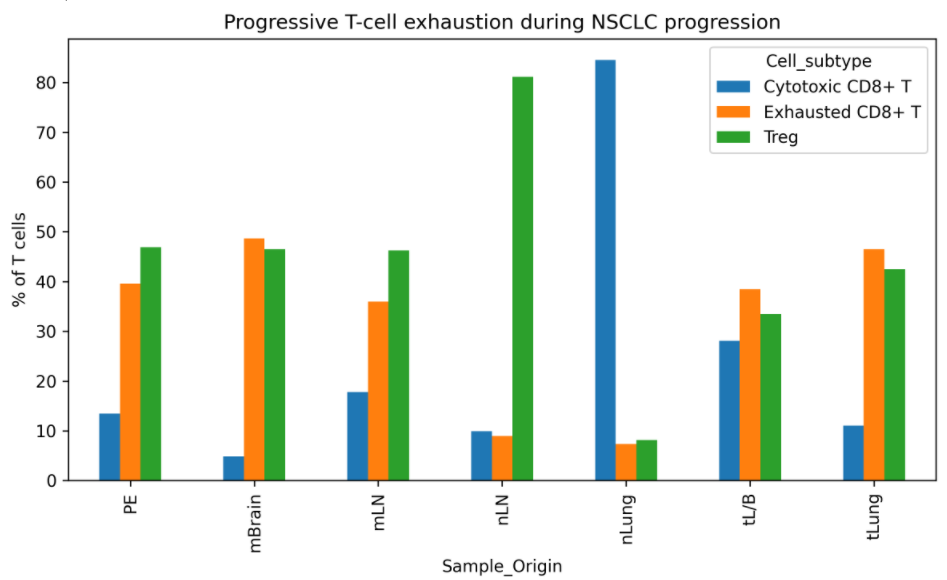 Progressive T-cell exhaustion during NSCLC progression
Cell_subtype
Cytotoxic CD8+ T
Exhausted CD8+ T
Treg
% of T cells
80
70
60
50
40
30
20
10
0
PE
mBrain
mLN
nLN
nLung
tL/B
tLung
Sample_Origin